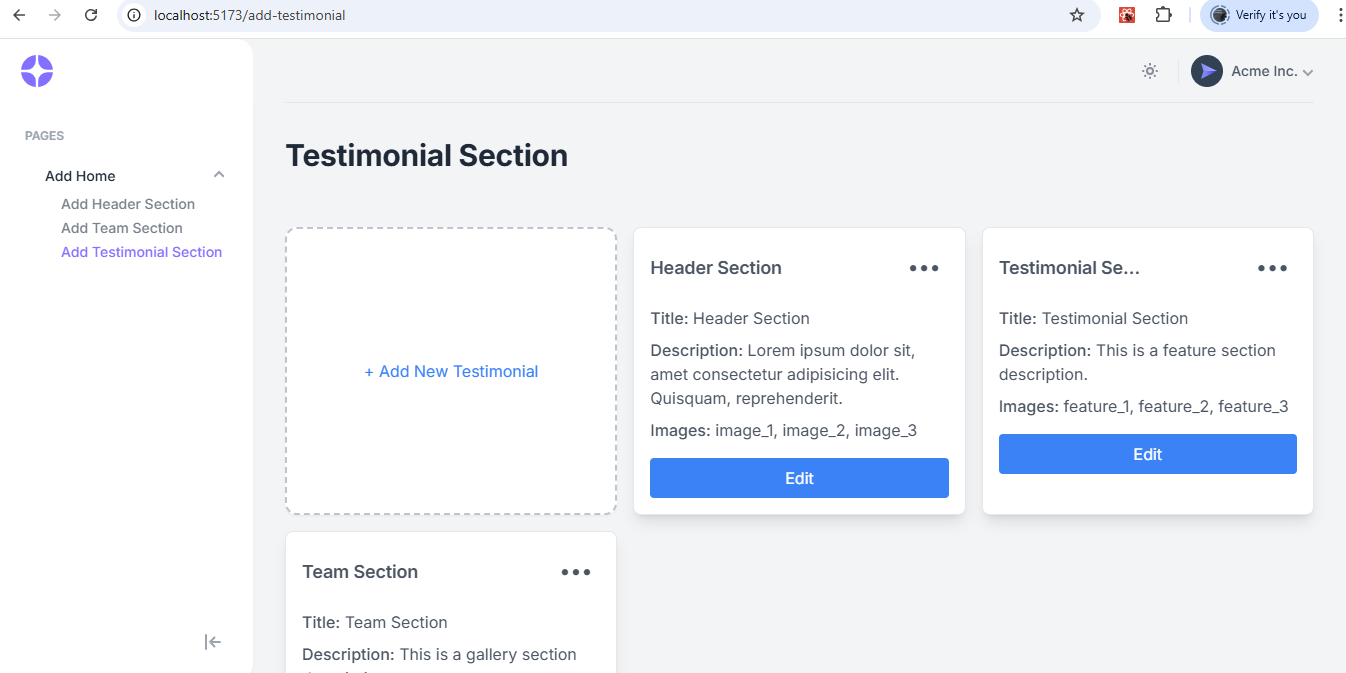 localhost:5173/add-testimonial
Verify it's you
Acme Inc.
PAGES
Add Home
Add Header Section
Add Team Section
Add Testimonial Section
Testimonial Section
+ Add New Testimonial
Header Section
Title: Header Section
Description: Lorem ipsum dolor sit,
amet consectetur adipisicing elit.
Quisquam, reprehenderit.
Images: image_1, image_2, image_3
Edit
Testimonial Se...
Title: Testimonial Section
Description: This is a feature section
description.
Images: feature_1, feature_2, feature_3
Edit
Team Section
Title: Team Section
Description: This is a gallery section